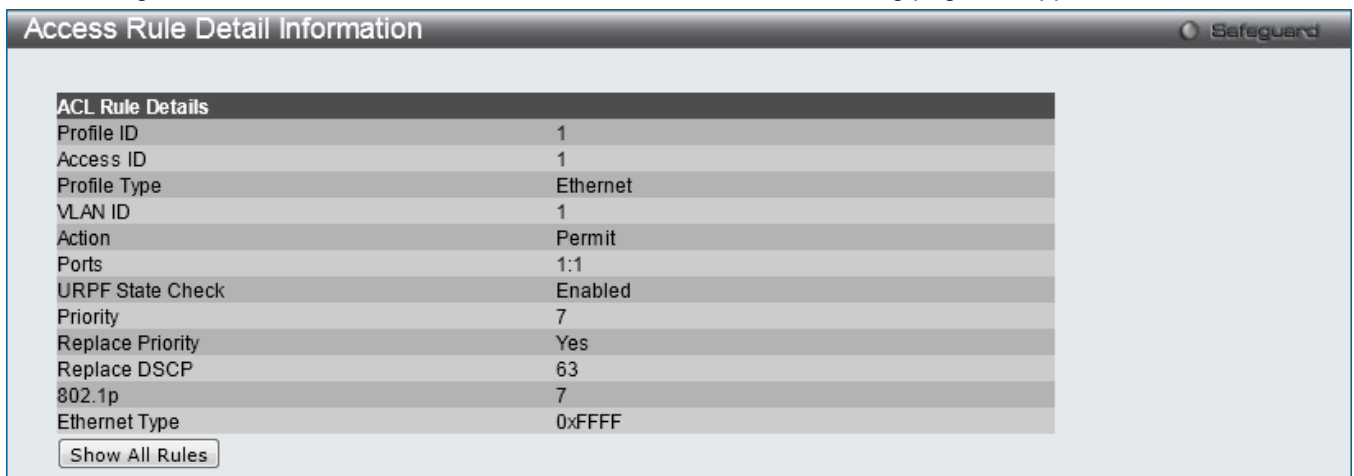 Access Rule Detail Information Safeguard
ACL Rule Details
Profile ID 1
Access ID 1
Profile Type Ethernet
VLAN ID 1
Action Permit
Ports 1:1
URPF State Check Enabled
Priority 7
Replace Priority Yes
Replace DSCP 63
802.1p 7
Ethernet Type 0xFFFF
Show All Rules